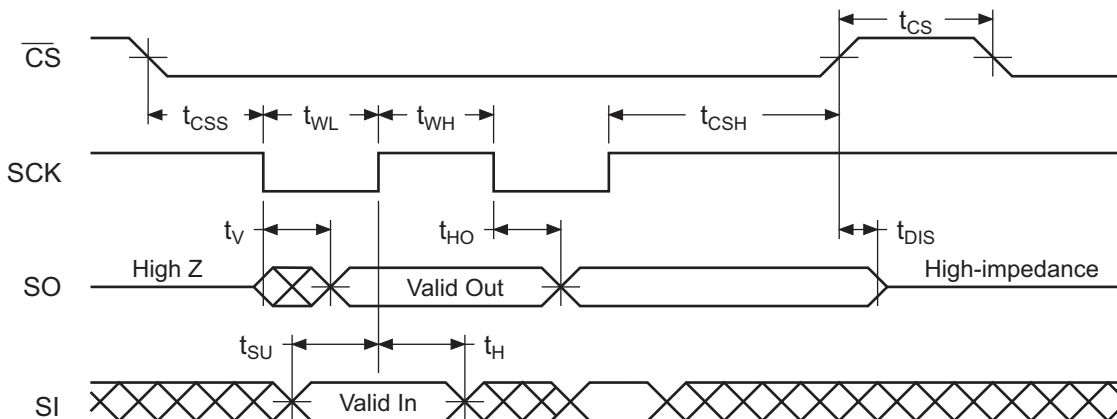 t_CS
C̅S̅
t_CSS t_WL t_WH t_CSH
SCK
t_V t_HO t_DIS
High Z High-impedance
SO Valid Out
t_SU t_H
SI Valid In